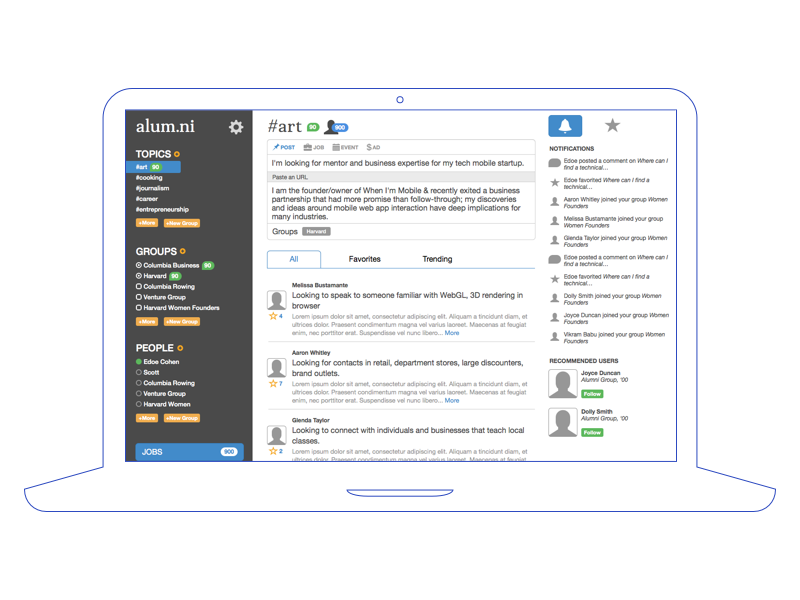 alum.ni
TOPICS
#art 90
#cooking
#journalism
#career
#entrepreneurship
+More +New Group
GROUPS
Columbia Business 90
Harvard 90
Columbia Rowing
Venture Group
Harvard Women Founders
+More +New Group
PEOPLE
Edoe Cohen
Scott
Columbia Rowing
Venture Group
Harvard Women
+More +New Group
JOBS 900
#art 90 900
POST JOB EVENT $ AD
I'm looking for mentor and business expertise for my tech mobile startup.
Paste an URL
I am the founder/owner of When I'm Mobile & recently exited a business
partnership that had more promise than follow-through; my discoveries
and ideas around mobile web app interaction have deep implications for
many industries.
Groups Harvard
All Favorites Trending
Melissa Bustamante
Looking to speak to someone familiar with WebGL, 3D rendering in
browser
4
Lorem ipsum dolor sit amet, consectetur adipiscing elit. Aliquam a tincidunt diam, et
ultrices dolor. Praesent condimentum magna vel varius laoreet. Maecenas at feugiat
enim, nec porttitor erat. Suspendisse vel nunc libero... More
Aaron Whitley
Looking for contacts in retail, department stores, large discounters,
brand outlets.
7
Lorem ipsum dolor sit amet, consectetur adipiscing elit. Aliquam a tincidunt diam, et
ultrices dolor. Praesent condimentum magna vel varius laoreet. Maecenas at feugiat
enim, nec porttitor erat. Suspendisse vel nunc libero... More
Glenda Taylor
Looking to connect with individuals and businesses that teach local
classes.
2
Lorem ipsum dolor sit amet, consectetur adipiscing elit. Aliquam a tincidunt diam, et
ultrices dolor. Praesent condimentum magna vel varius laoreet. Maecenas at feugiat
NOTIFICATIONS
Edoe posted a comment on Where can I
find a technical...
Edoe favorited Where can I find a
technical...
Aaron Whitley joined your group Women
Founders
Melissa Bustamante joined your group
Women Founders
Glenda Taylor joined your group Women
Founders
Edoe posted a comment on Where can I
find a technical...
Edoe favorited Where can I find a
technical...
Dolly Smith joined your group Women
Founders
Joyce Duncan joined your group Women
Founders
Vikram Babu joined your group Women
Founders
RECOMMENDED USERS
Joyce Duncan
Alumni Group, '00
Follow
Dolly Smith
Alumni Group, '00
Follow